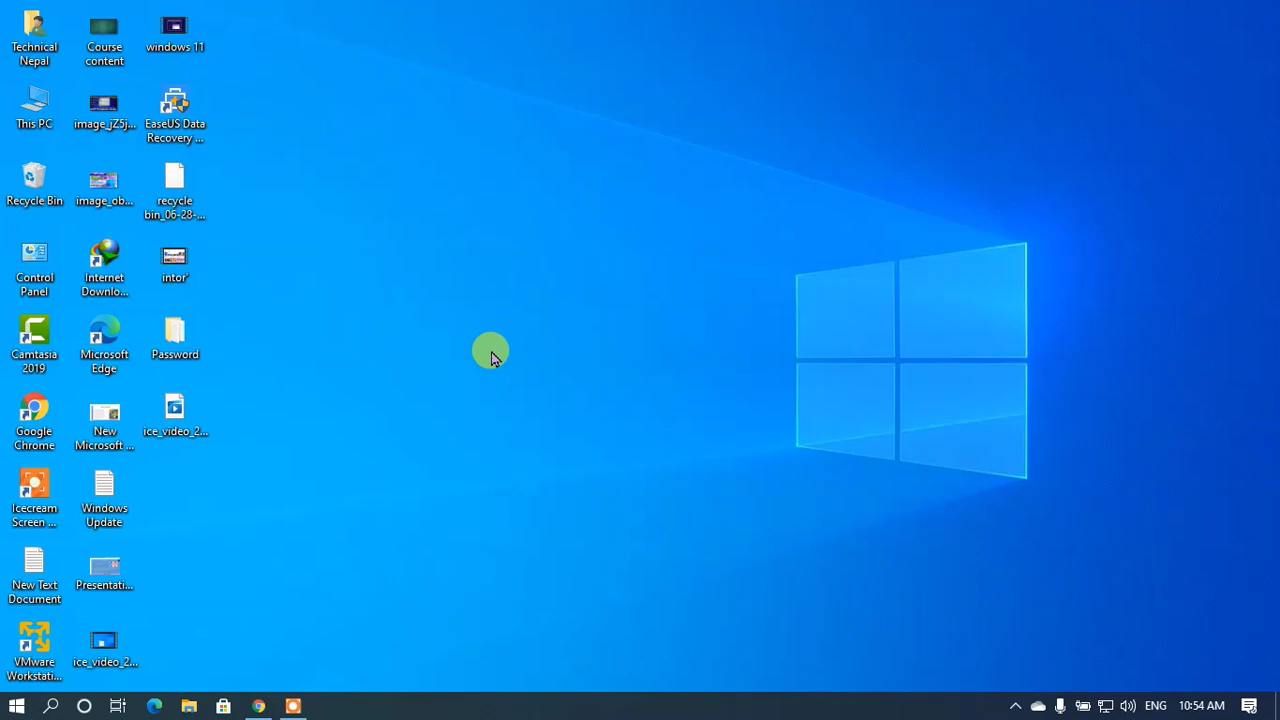 Technical
Nepal
Course
content
windows 11
This PC
image_jZ5j...
EaseUS Data
Recovery ...
Recycle Bin
image_ob...
recycle
bin_06-28-...
Control
Panel
Internet
Downlo...
intor'
Camtasia
2019
Microsoft
Edge
Password
Google
Chrome
New
Microsoft ...
ice_video_2...
Icecream
Screen ...
Windows
Update
New Text
Document
Presentati...
VMware
Workstati...
ice_video_2...
ENG
10:54 AM